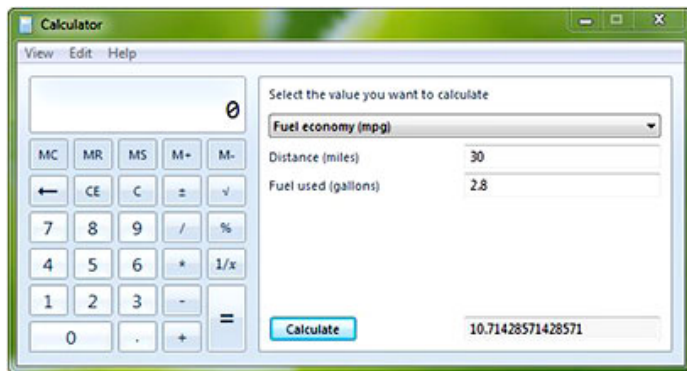 Calculator
View Edit Help
0
Select the value you want to calculate
Fuel economy (mpg)
Distance (miles) 30
Fuel used (gallons) 2.8
MC MR MS M+ M-
← CE C ± √
7 8 9 / %
4 5 6 * 1/x
1 2 3 - =
0 . +
Calculate 10.71428571428571